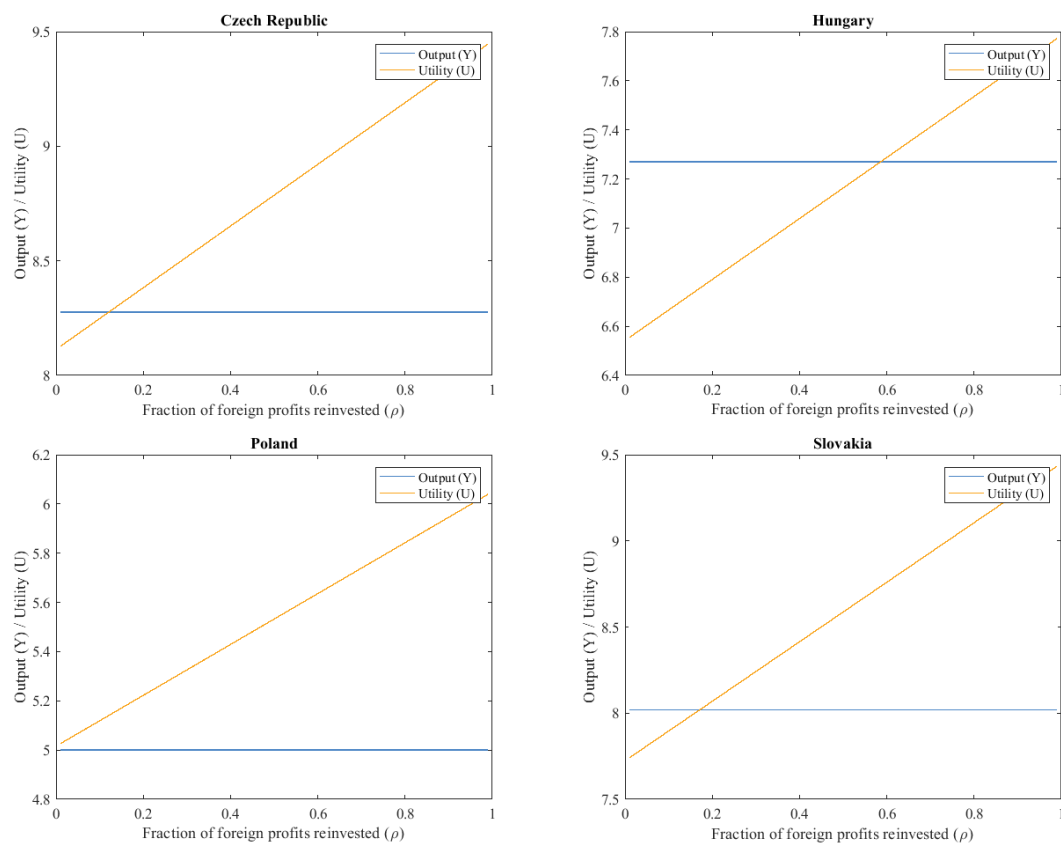 Czech Republic
9.5
9
8.5
8
Output (Y) / Utility (U)
Output (Y)
Utility (U)
0 0.2 0.4 0.6 0.8 1
Fraction of foreign profits reinvested (ρ)
Hungary
7.8
7.6
7.4
7.2
7
6.8
6.6
6.4
Output (Y) / Utility (U)
Output (Y)
Utility (U)
0 0.2 0.4 0.6 0.8 1
Fraction of foreign profits reinvested (ρ)
Poland
6.2
6
5.8
5.6
5.4
5.2
5
4.8
Output (Y) / Utility (U)
Output (Y)
Utility (U)
0 0.2 0.4 0.6 0.8 1
Fraction of foreign profits reinvested (ρ)
Slovakia
9.5
9
8.5
8
7.5
Output (Y) / Utility (U)
Output (Y)
Utility (U)
0 0.2 0.4 0.6 0.8 1
Fraction of foreign profits reinvested (ρ)